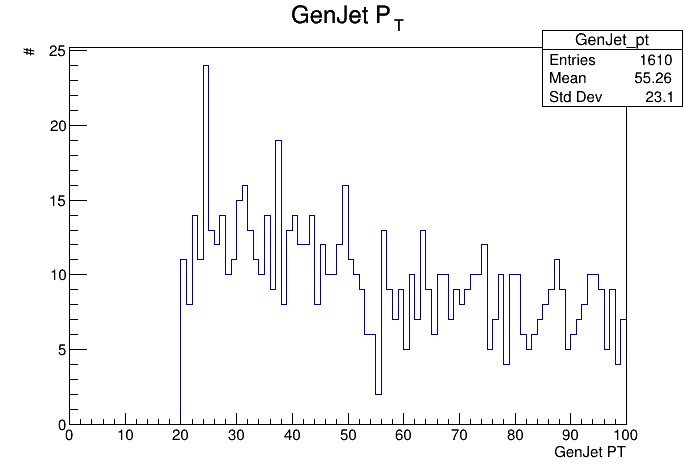 GenJet P_T
#
GenJet_pt
Entries 1610
Mean 55.26
Std Dev 23.1
25
20
15
10
5
0
0 10 20 30 40 50 60 70 80 90 100
GenJet PT